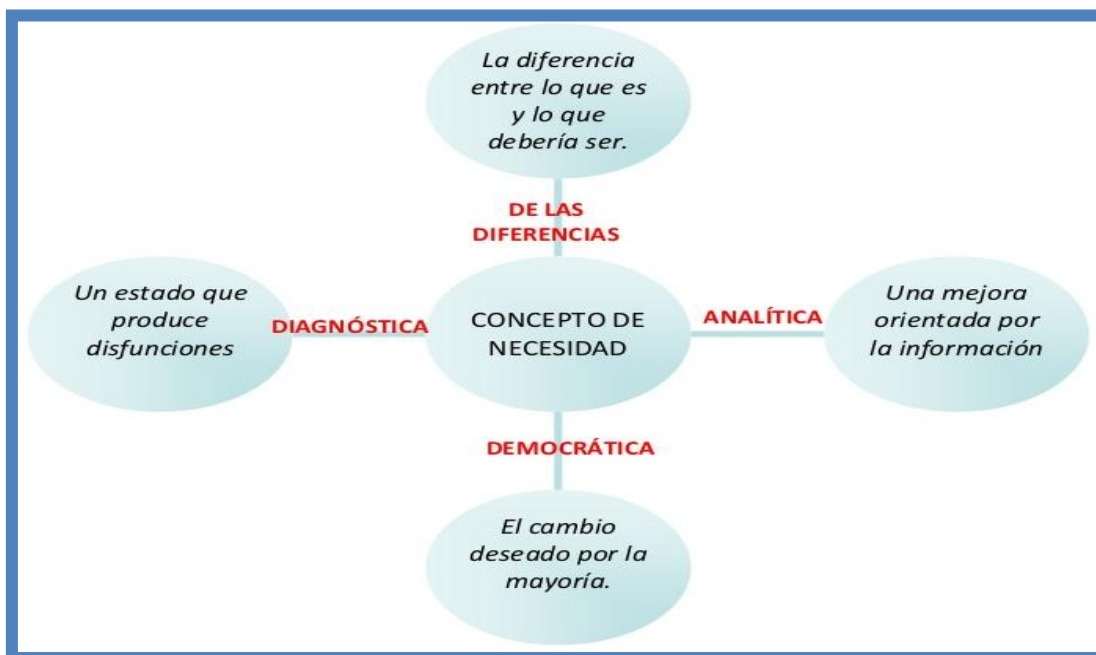 La diferencia
entre lo que es
y lo que
debería ser.
DE LAS
DIFERENCIAS
Un estado que
produce
disfunciones
DIAGNÓSTICA
CONCEPTO DE
NECESIDAD
ANALÍTICA
Una mejora
orientada por
la información
DEMOCRÁTICA
El cambio
deseado por la
mayoría.